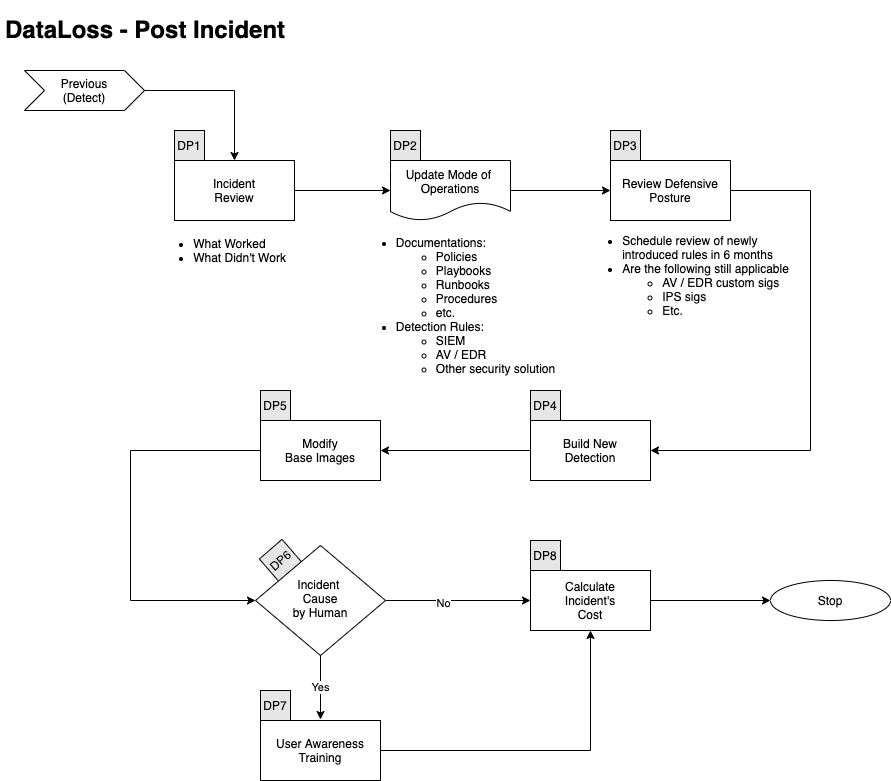 DataLoss - Post Incident
Previous
(Detect)
DP1
Incident
Review
What Worked
What Didn't Work
DP2
Update Mode of
Operations
Documentations:
Policies
Playbooks
Runbooks
Procedures
etc.
Detection Rules:
SIEM
AV / EDR
Other security solution
DP3
Review Defensive
Posture
Schedule review of newly
introduced rules in 6 months
Are the following still applicable
AV / EDR custom sigs
IPS sigs
Etc.
DP4
Build New
Detection
DP5
Modify
Base Images
DP6
Incident
Cause
by Human
No
Yes
DP7
User Awareness
Training
DP8
Calculate
Incident's
Cost
Stop